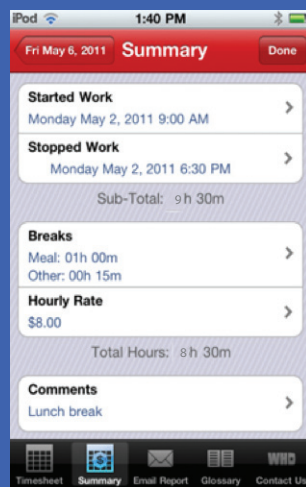 iPod 1:40 PM
Fri May 6, 2011 Summary Done
Started Work
Monday May 2, 2011 9:00 AM
Stopped Work
Monday May 2, 2011 6:30 PM
Sub-Total: 9 h 30m
Breaks
Meal: 01h 00m
Other: 00h 15m
Hourly Rate
$8.00
Total Hours: 8 h 30m
Comments
Lunch break
WHD
Timesheet Summary Email Report Glossary Contact Us